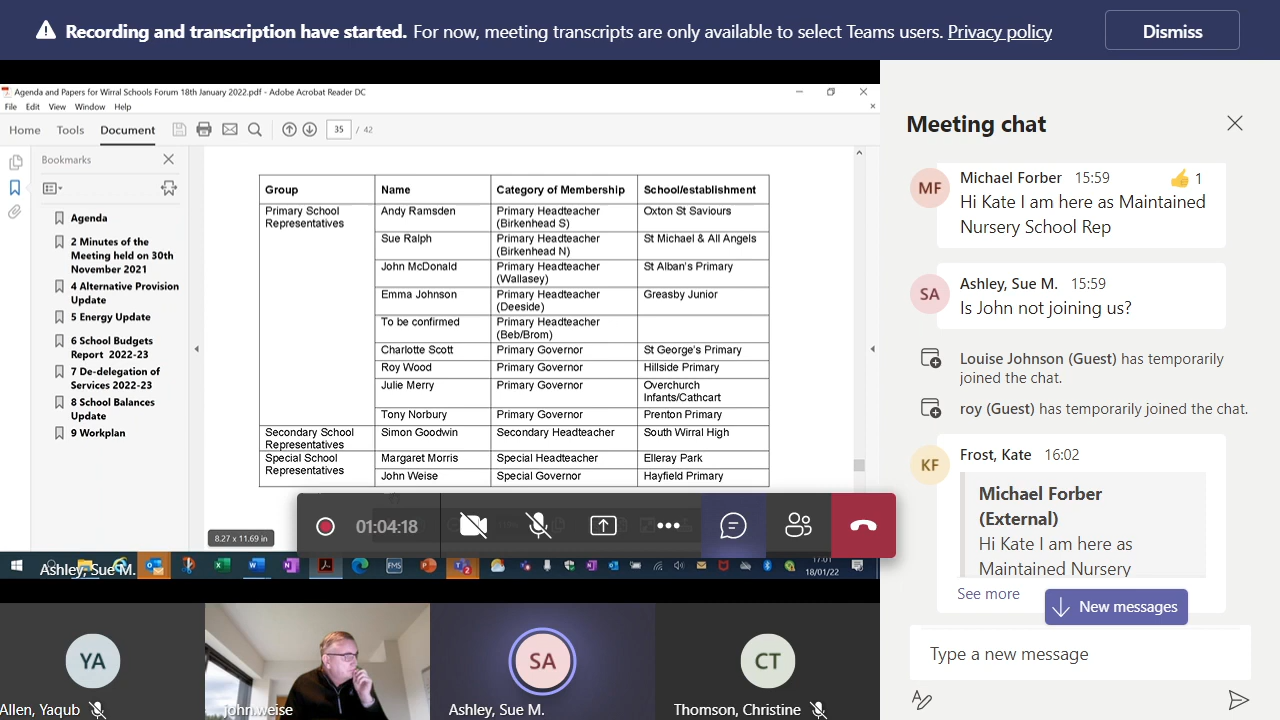 Recording and transcription have started. For now, meeting transcripts are only available to select Teams users. Privacy policy
Dismiss
Agenda and Papers for Wirral Schools Forum 18th January 2022.pdf - Adobe Acrobat Reader DC
File Edit View Window Help
Home Tools Document 35 / 42
Bookmarks
Agenda
2 Minutes of the
Meeting held on 30th
November 2021
4 Alternative Provision
Update
5 Energy Update
6 School Budgets
Report 2022-23
7 De-delegation of
Services 2022-23
8 School Balances
Update
9 Workplan
Group Name Category of Membership School/establishment
Primary School
Representatives
Andy Ramsden Primary Headteacher
(Birkenhead S)
Oxton St Saviours
Sue Ralph Primary Headteacher
(Birkenhead N)
St Michael & All Angels
John McDonald Primary Headteacher
(Wallasey)
St Alban's Primary
Emma Johnson Primary Headteacher
(Deeside)
Greasby Junior
To be confirmed Primary Headteacher
(Beb/Brom)
Charlotte Scott Primary Governor St George's Primary
Roy Wood Primary Governor Hillside Primary
Julie Merry Primary Governor Overchurch
Infants/Cathcart
Tony Norbury Primary Governor Prenton Primary
Secondary School
Representatives
Simon Goodwin Secondary Headteacher South Wirral High
Special School
Representatives
Margaret Morris Special Headteacher Elleray Park
John Weise Special Governor Hayfield Primary
8.27 x 11.69 in
01:04:18
Ashley, Sue M.
FMS
17:01
18/01/22
YA
Allen, Yaqub
john.weise
SA
Ashley, Sue M.
CT
Thomson, Christine
Meeting chat
MF
Michael Forber 15:59
1
Hi Kate I am here as Maintained
Nursery School Rep
SA
Ashley, Sue M. 15:59
Is John not joining us?
Louise Johnson (Guest) has temporarily
joined the chat.
roy (Guest) has temporarily joined the chat.
KF
Frost, Kate 16:02
Michael Forber
(External)
Hi Kate I am here as
Maintained Nursery
See more
New messages
Type a new message